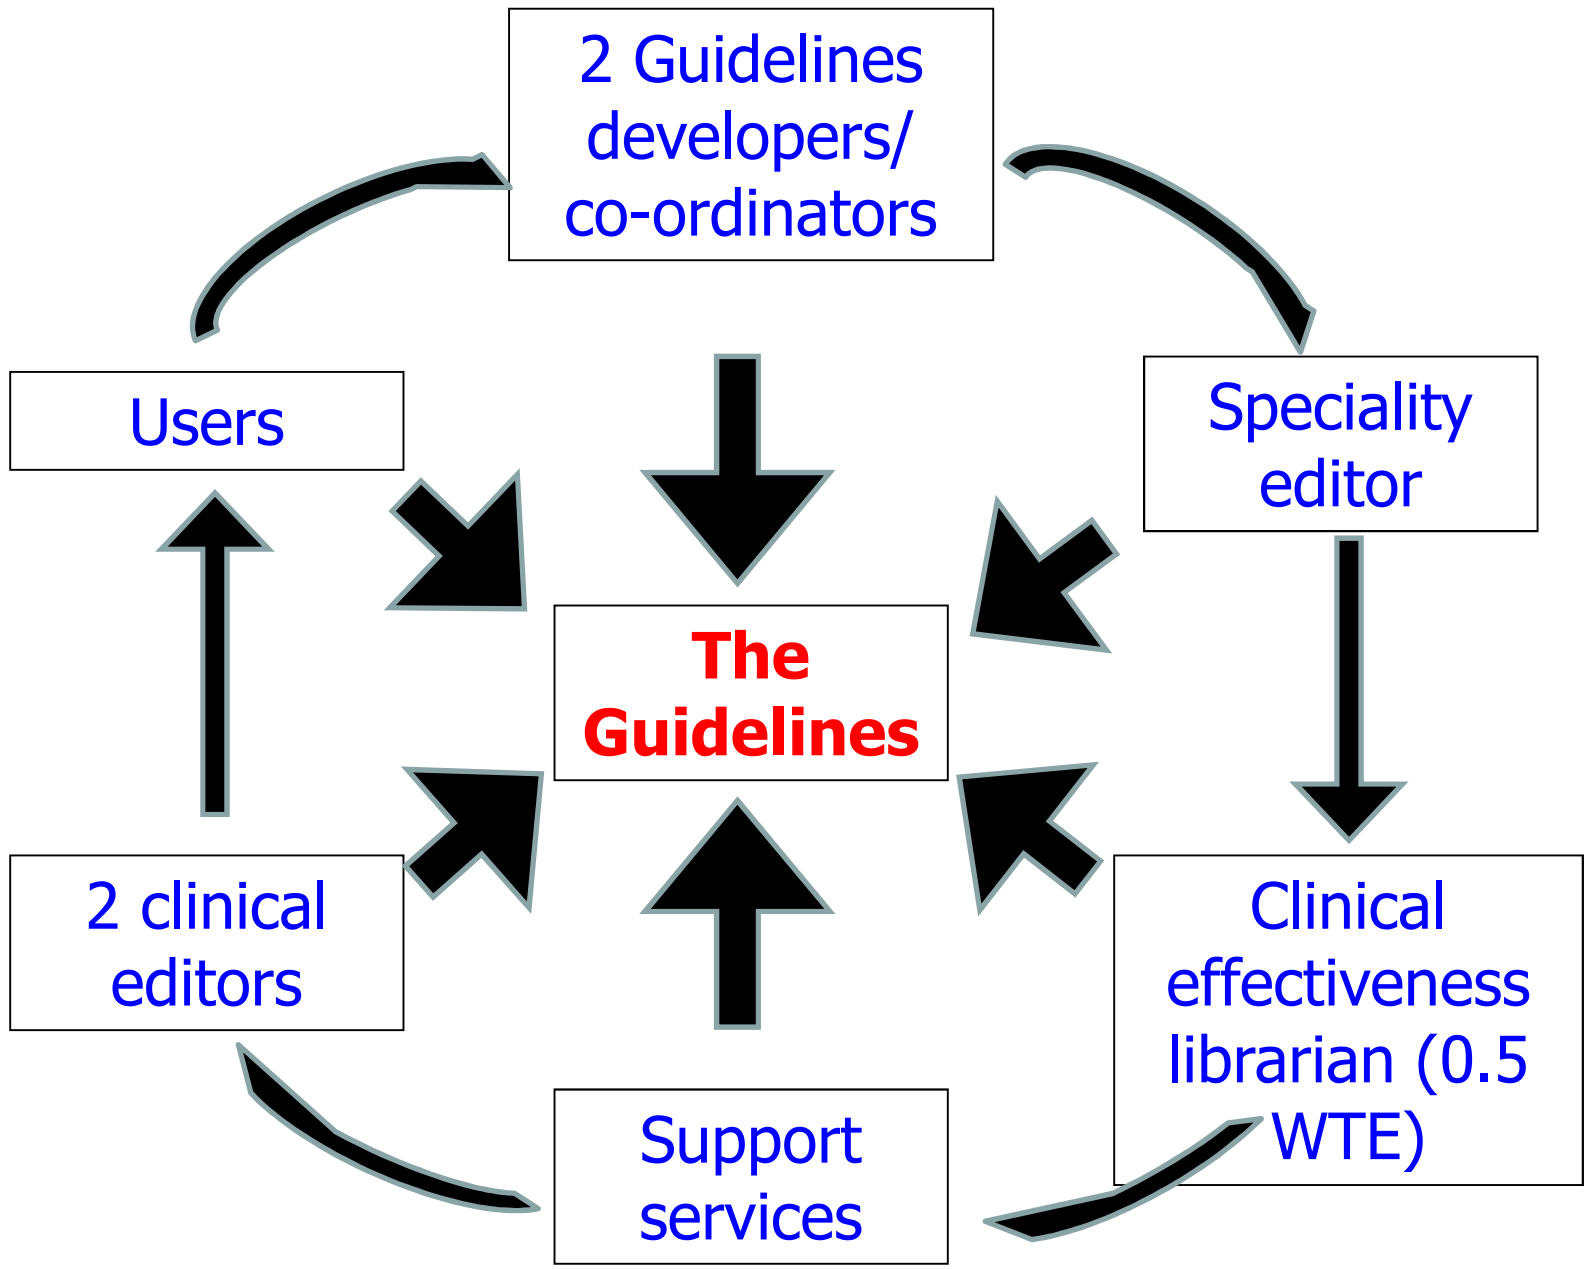 2 Guidelines
developers/
co-ordinators
Users
Speciality
editor
The
Guidelines
2 clinical
editors
Clinical
effectiveness
librarian (0.5
WTE)
Support
services